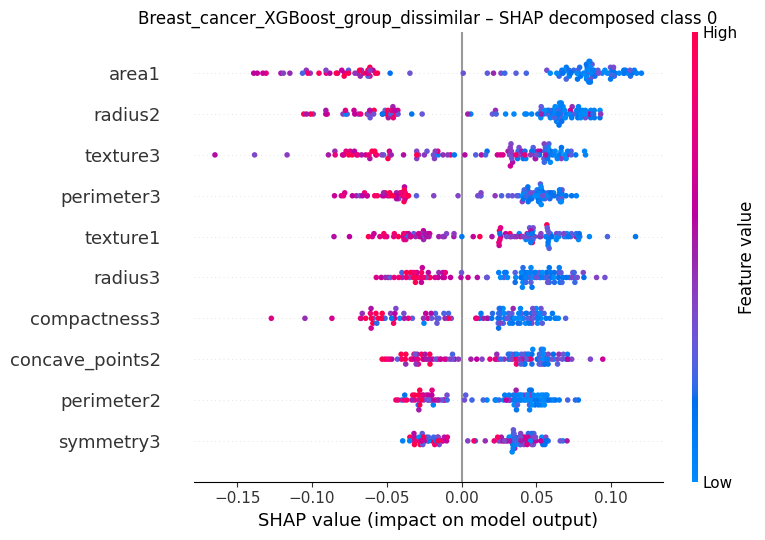 Breast_cancer_XGBoost_group_dissimilar – SHAP decomposed class 0
High
area1
radius2
texture3
perimeter3
texture1
radius3
compactness3
concave_points2
perimeter2
symmetry3
Feature value
Low
−0.15 −0.10 −0.05 0.00 0.05 0.10
SHAP value (impact on model output)